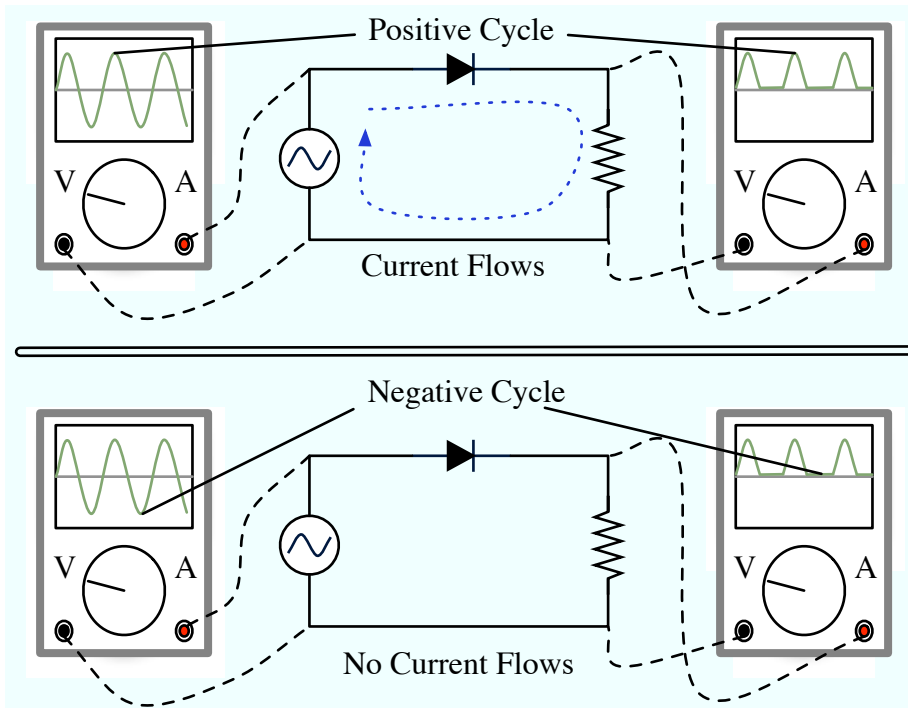 Positive Cycle
V A
V A
Current Flows
Negative Cycle
V A
V A
No Current Flows